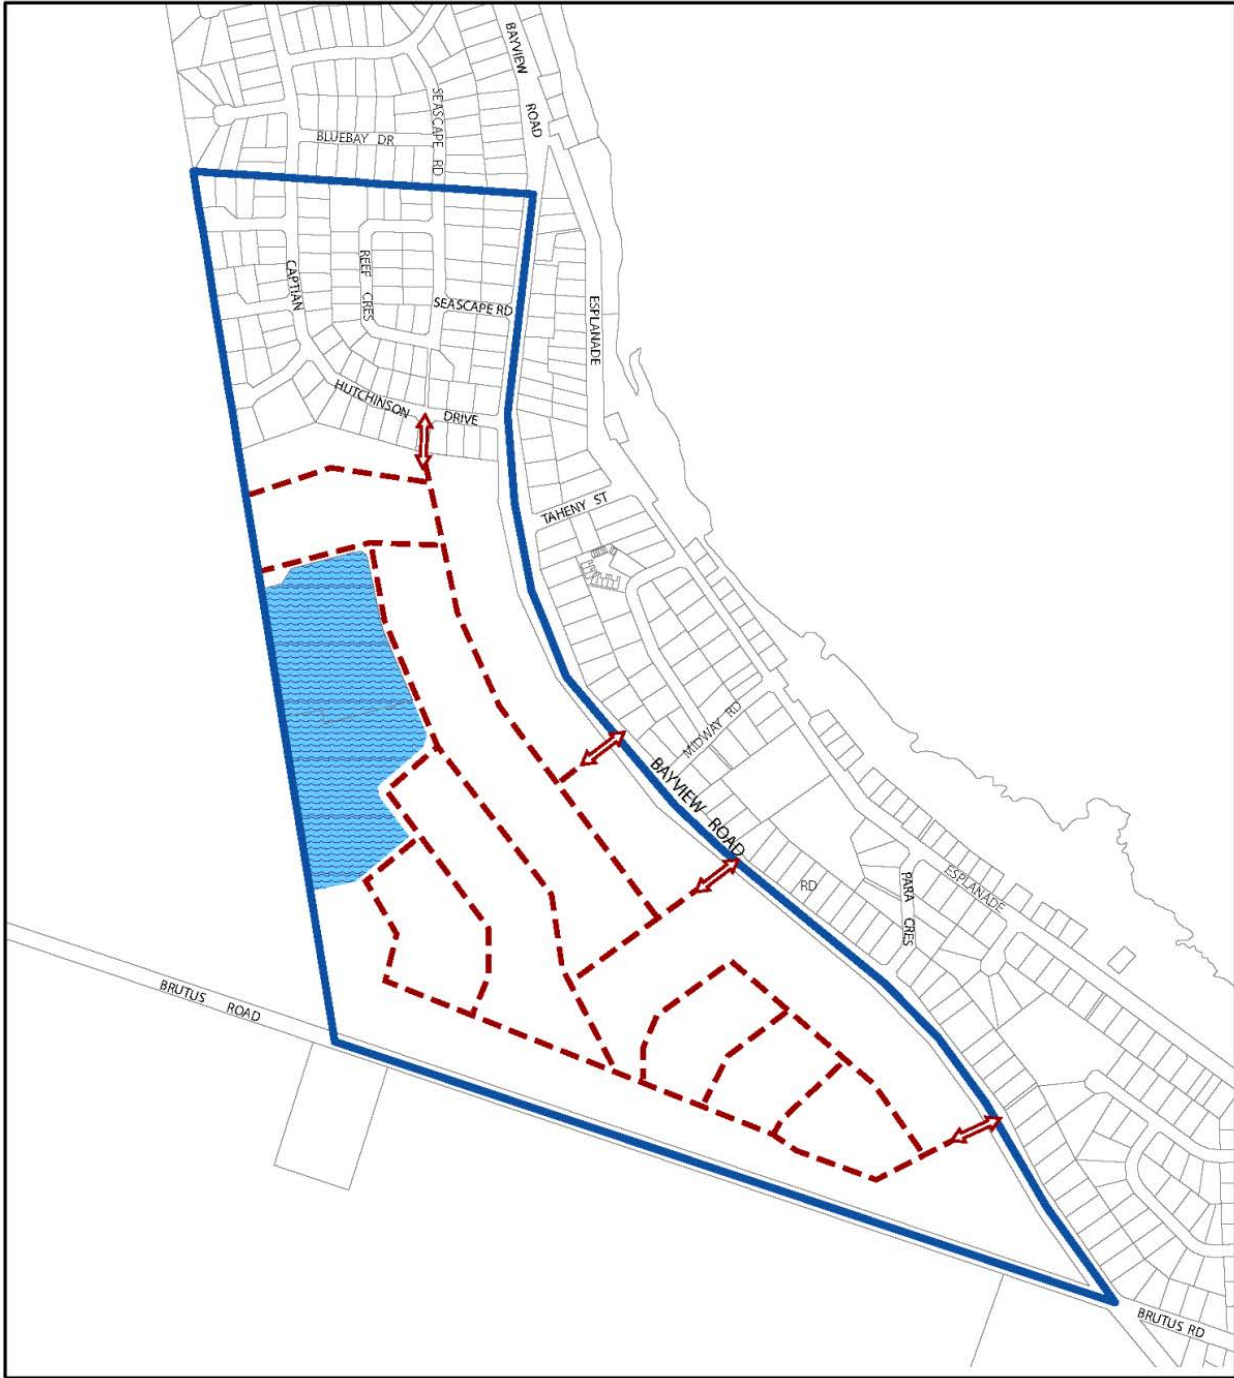 BAYVIEW
ROAD
SEASCAPE RD
BLUEBAY DR
CAPTIAN
REEF CRES
SEASCAPE RD
ESPLANADE
HUTCHINSON
DRIVE
TAHENY ST
MIDWAY RD
BAYVIEW ROAD
RD
PARA CRES
ESPLANADE
BRUTUS ROAD
BRUTUS RD